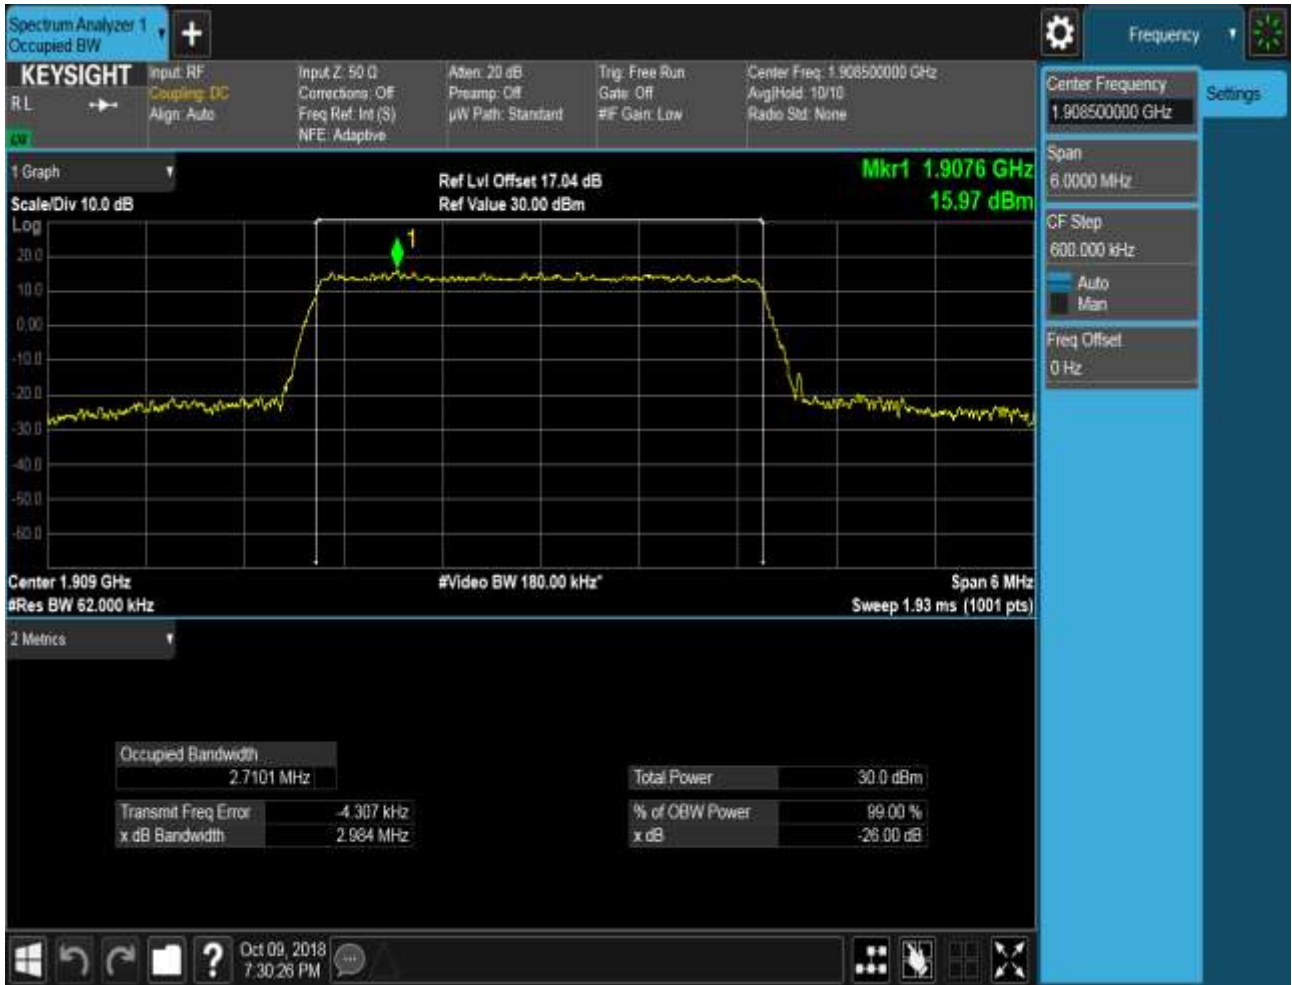 Spectrum Analyzer 1
Occupied BW
Frequency
KEYSIGHT
RL
Input: RF
Coupling: DC
Align: Auto
Input Z: 50 Ω
Corrections: Off
Freq Ref: Int (S)
NFE: Adaptive
Atten: 20 dB
Preamp: Off
µW Path: Standard
Trig: Free Run
Gate: Off
#IF Gain: Low
Center Freq: 1.908500000 GHz
Avg|Hold: 10/10
Radio Std: None
Center Frequency
1.908500000 GHz
Settings
Span
6.0000 MHz
CF Step
600.000 kHz
Auto
Man
Freq Offset
0 Hz
1 Graph
Scale/Div 10.0 dB
Ref Lvl Offset 17.04 dB
Ref Value 30.00 dBm
Mkr1 1.9076 GHz
15.97 dBm
Log
1
20.0
10.0
0.00
-10.0
-20.0
-30.0
-40.0
-50.0
-60.0
Center 1.909 GHz
#Video BW 180.00 kHz*
Span 6 MHz
#Res BW 62.000 kHz
Sweep 1.93 ms (1001 pts)
2 Metrics
Occupied Bandwidth
2.7101 MHz
Total Power 30.0 dBm
Transmit Freq Error -4.307 kHz
% of OBW Power 99.00 %
x dB Bandwidth 2.984 MHz
x dB -26.00 dB
?
Oct 09, 2018
7:30:26 PM